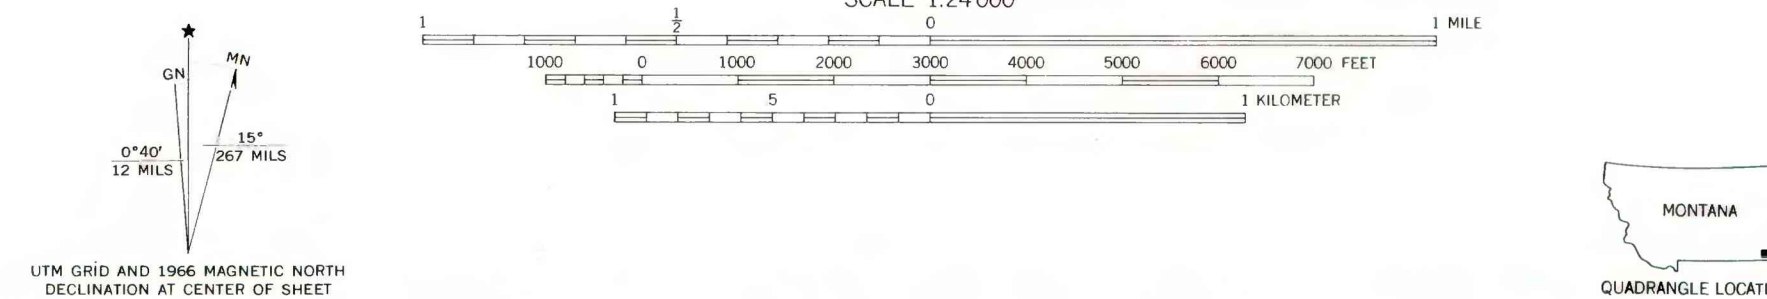 SCALE 1:24 000
1 1/2 0 1 MILE
1000 0 1000 2000 3000 4000 5000 6000 7000 FEET
1 5 0 1 KILOMETER
★
GN
MN
0°40′
12 MILS
15°
267 MILS
UTM GRID AND 1966 MAGNETIC NORTH
DECLINATION AT CENTER OF SHEET
MONTANA
QUADRANGLE LOCATI